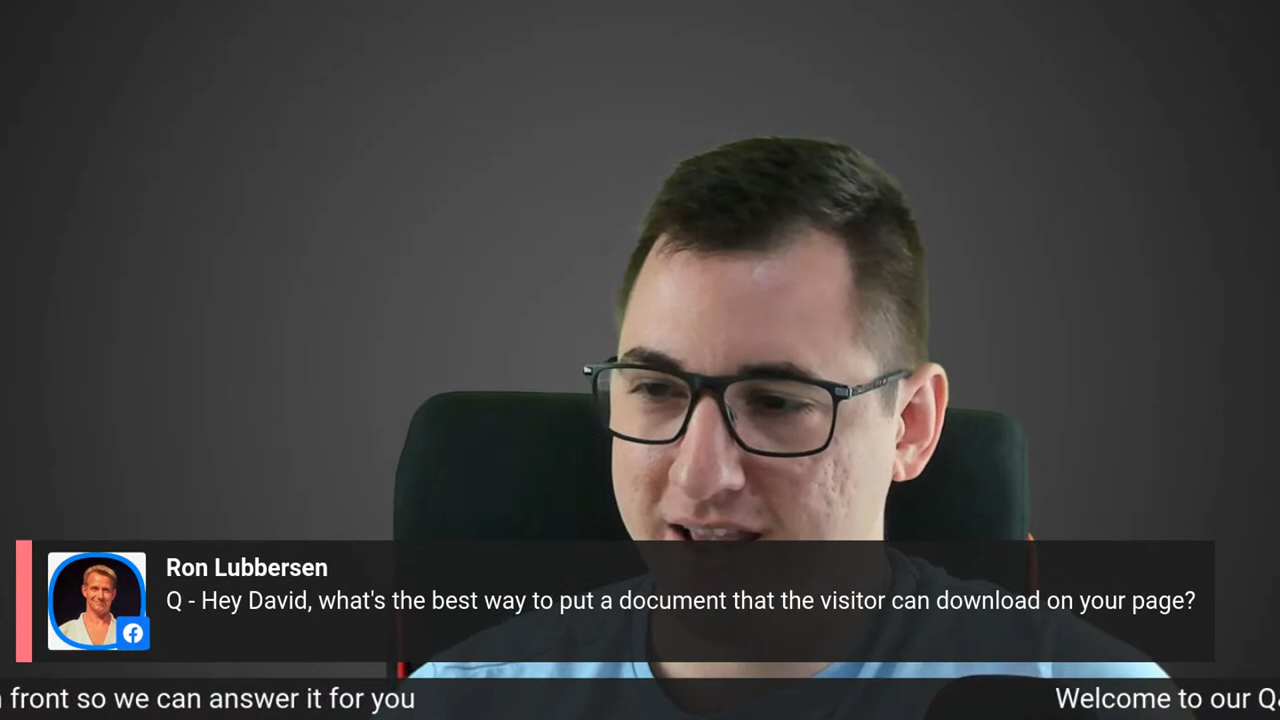 Ron Lubbersen
Q - Hey David, what's the best way to put a document that the visitor can download on your page?
front so we can answer it for you
Welcome to our